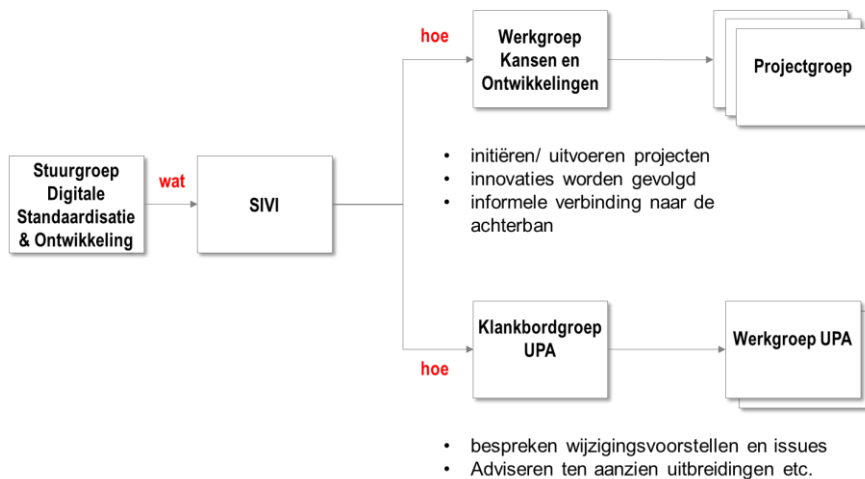 Stuurgroep
Digitale
Standaardisatie
& Ontwikkeling
wat
SIVI
hoe
Werkgroep
Kansen en
Ontwikkelingen
Projectgroep
• initiëren/ uitvoeren projecten
• innovaties worden gevolgd
• informele verbinding naar de
achterban
hoe
Klankbordgroep
UPA
Werkgroep UPA
• bespreken wijzigingsvoorstellen en issues
• Adviseren ten aanzien uitbreidingen etc.